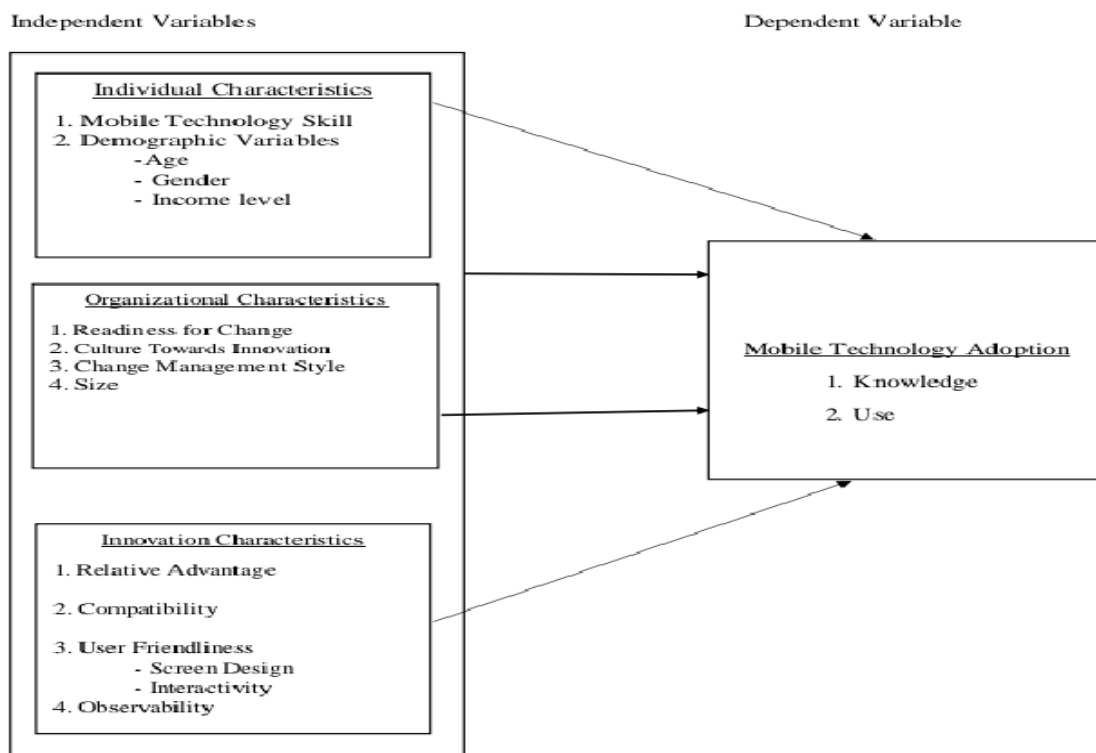 Independent Variables
Dependent Variable
Individual Characteristics
1. Mobile Technology Skill
2. Demographic Variables
-Age
- Gender
- Income level
Organizational Characteristics
1. Readiness for Change
2. Culture Towards Innovation
3. Change Management Style
4. Size
Innovation Characteristics
1. Relative Advantage
2. Compatibility
3. User Friendliness
- Screen Design
- Interactivity
4. Observability
Mobile Technology Adoption
1. Knowledge
2. Use